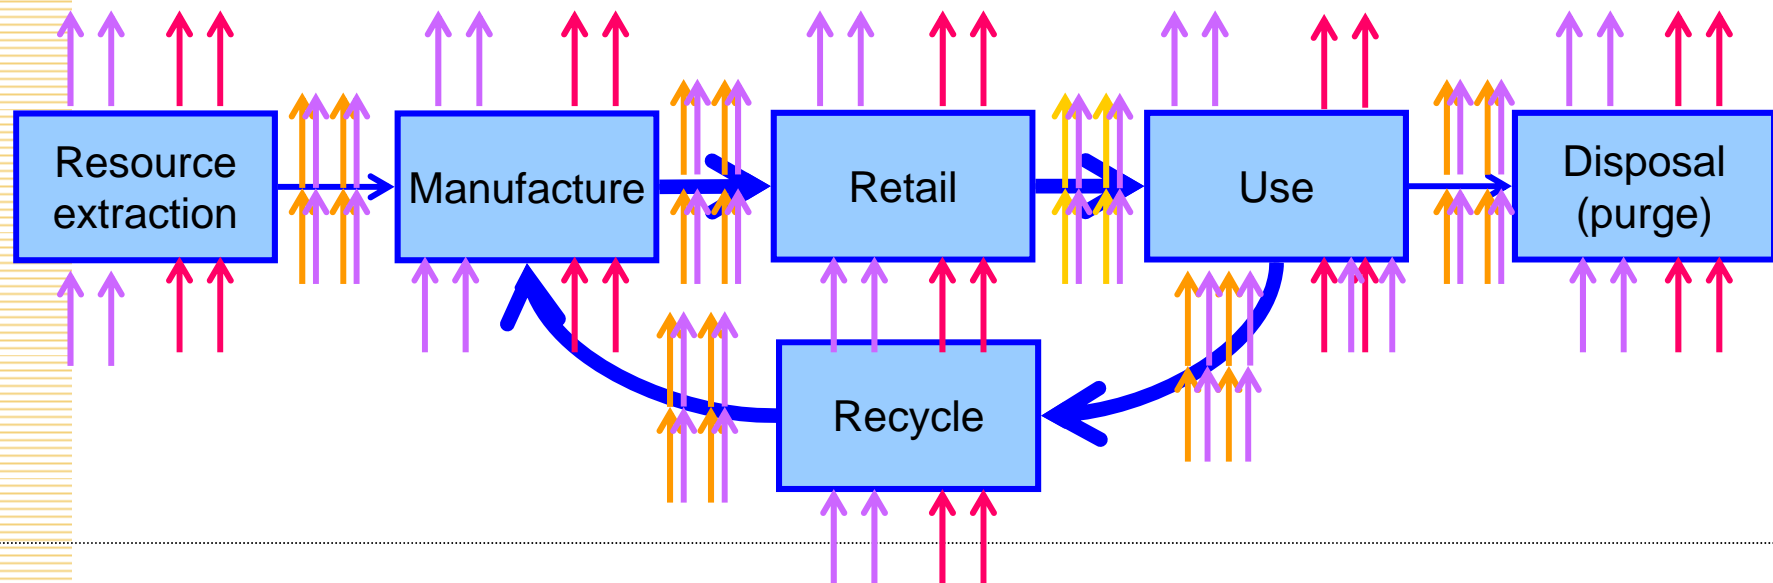 Resource
extraction
Manufacture
Retail
Use
Disposal
(purge)
Recycle